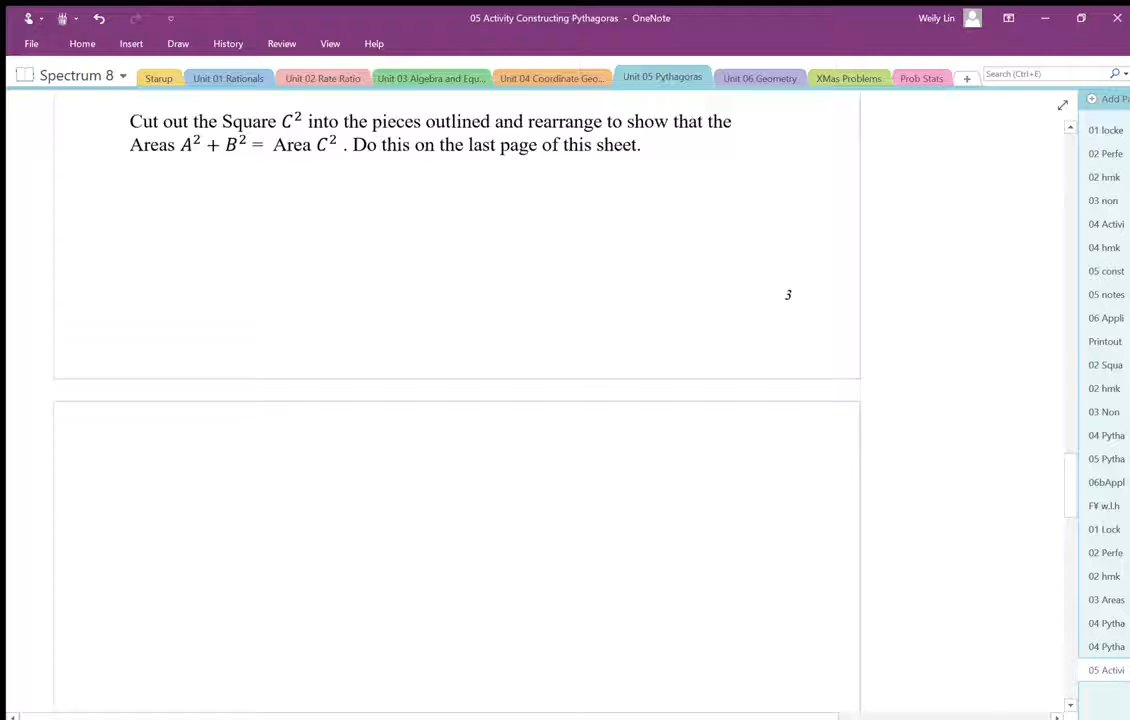 05 Activity Constructing Pythagoras - OneNote
Weily Lin
File Home Insert Draw History Review View Help
Spectrum 8
Starup
Unit 01 Rationals
Unit 02 Rate Ratio
Unit 03 Algebra and Equ...
Unit 04 Coordinate Geo...
Unit 05 Pythagoras
Unit 06 Geometry
XMas Problems
Prob Stats
Search (Ctrl+E)
Cut out the Square C² into the pieces outlined and rearrange to show that the
Areas A² + B² = Area C² . Do this on the last page of this sheet.
3
Add Pa
01 locke
02 Perfe
02 hmk
03 non
04 Activi
04 hmk
05 const
05 notes
06 Appli
Printout
02 Squa
02 hmk
03 Non
04 Pytha
05 Pytha
06bAppl
F¥ w.l.h
01 Lock
02 Perfe
02 hmk
03 Areas
04 Pytha
04 Pytha
05 Activi